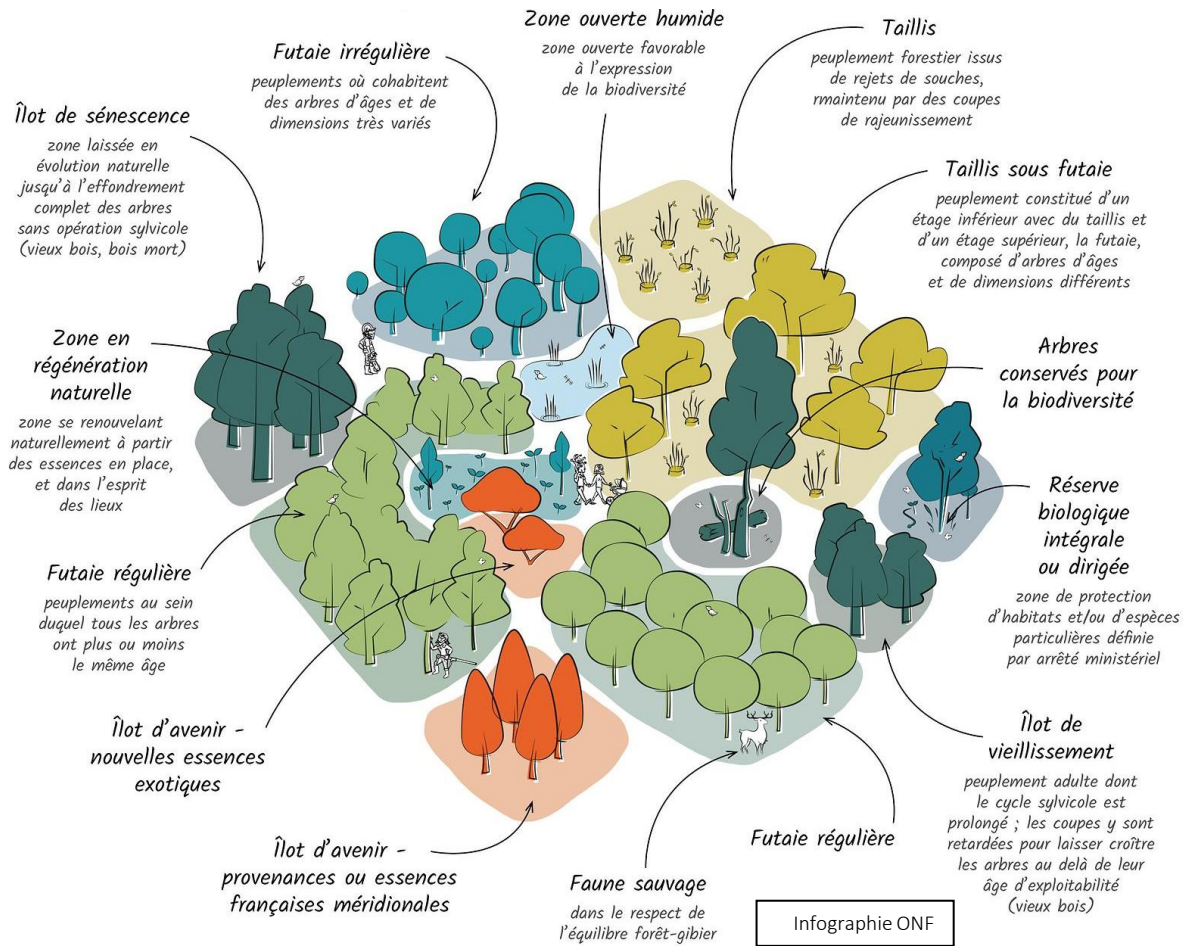 Zone ouverte humide
zone ouverte favorable
à l'expression
de la biodiversité
Taillis
peuplement forestier issus
de rejets de souches,
rmaintenu par des coupes
de rajeunissement
Futaie irrégulière
peuplements où cohabitent
des arbres d'âges et de
dimensions très variés
Îlot de sénescence
zone laissée en
évolution naturelle
jusqu'à l'effondrement
complet des arbres
sans opération sylvicole
(vieux bois, bois mort)
Taillis sous futaie
peuplement constitué d'un
étage inférieur avec du taillis et
d'un étage supérieur, la futaie,
composé d'arbres d'âges
et de dimensions différents
Zone en
régénération
naturelle
zone se renouvelant
naturellement à partir
des essences en place,
et dans l'esprit
des lieux
Arbres
conservés pour
la biodiversité
Réserve
biologique
intégrale
ou dirigée
zone de protection
d'habitats et/ou d'espèces
particulières définie
par arrêté ministériel
Futaie régulière
peuplements au sein
duquel tous les arbres
ont plus ou moins
le même âge
Îlot d'avenir -
nouvelles essences
exotiques
Îlot de
vieillissement
peuplement adulte dont
le cycle sylvicole est
prolongé ; les coupes y sont
retardées pour laisser croître
les arbres au delà de leur
âge d'exploitabilité
(vieux bois)
Îlot d'avenir -
provenances ou essences
françaises méridionales
Faune sauvage
dans le respect de
l'équilibre forêt-gibier
Futaie régulière
Infographie ONF